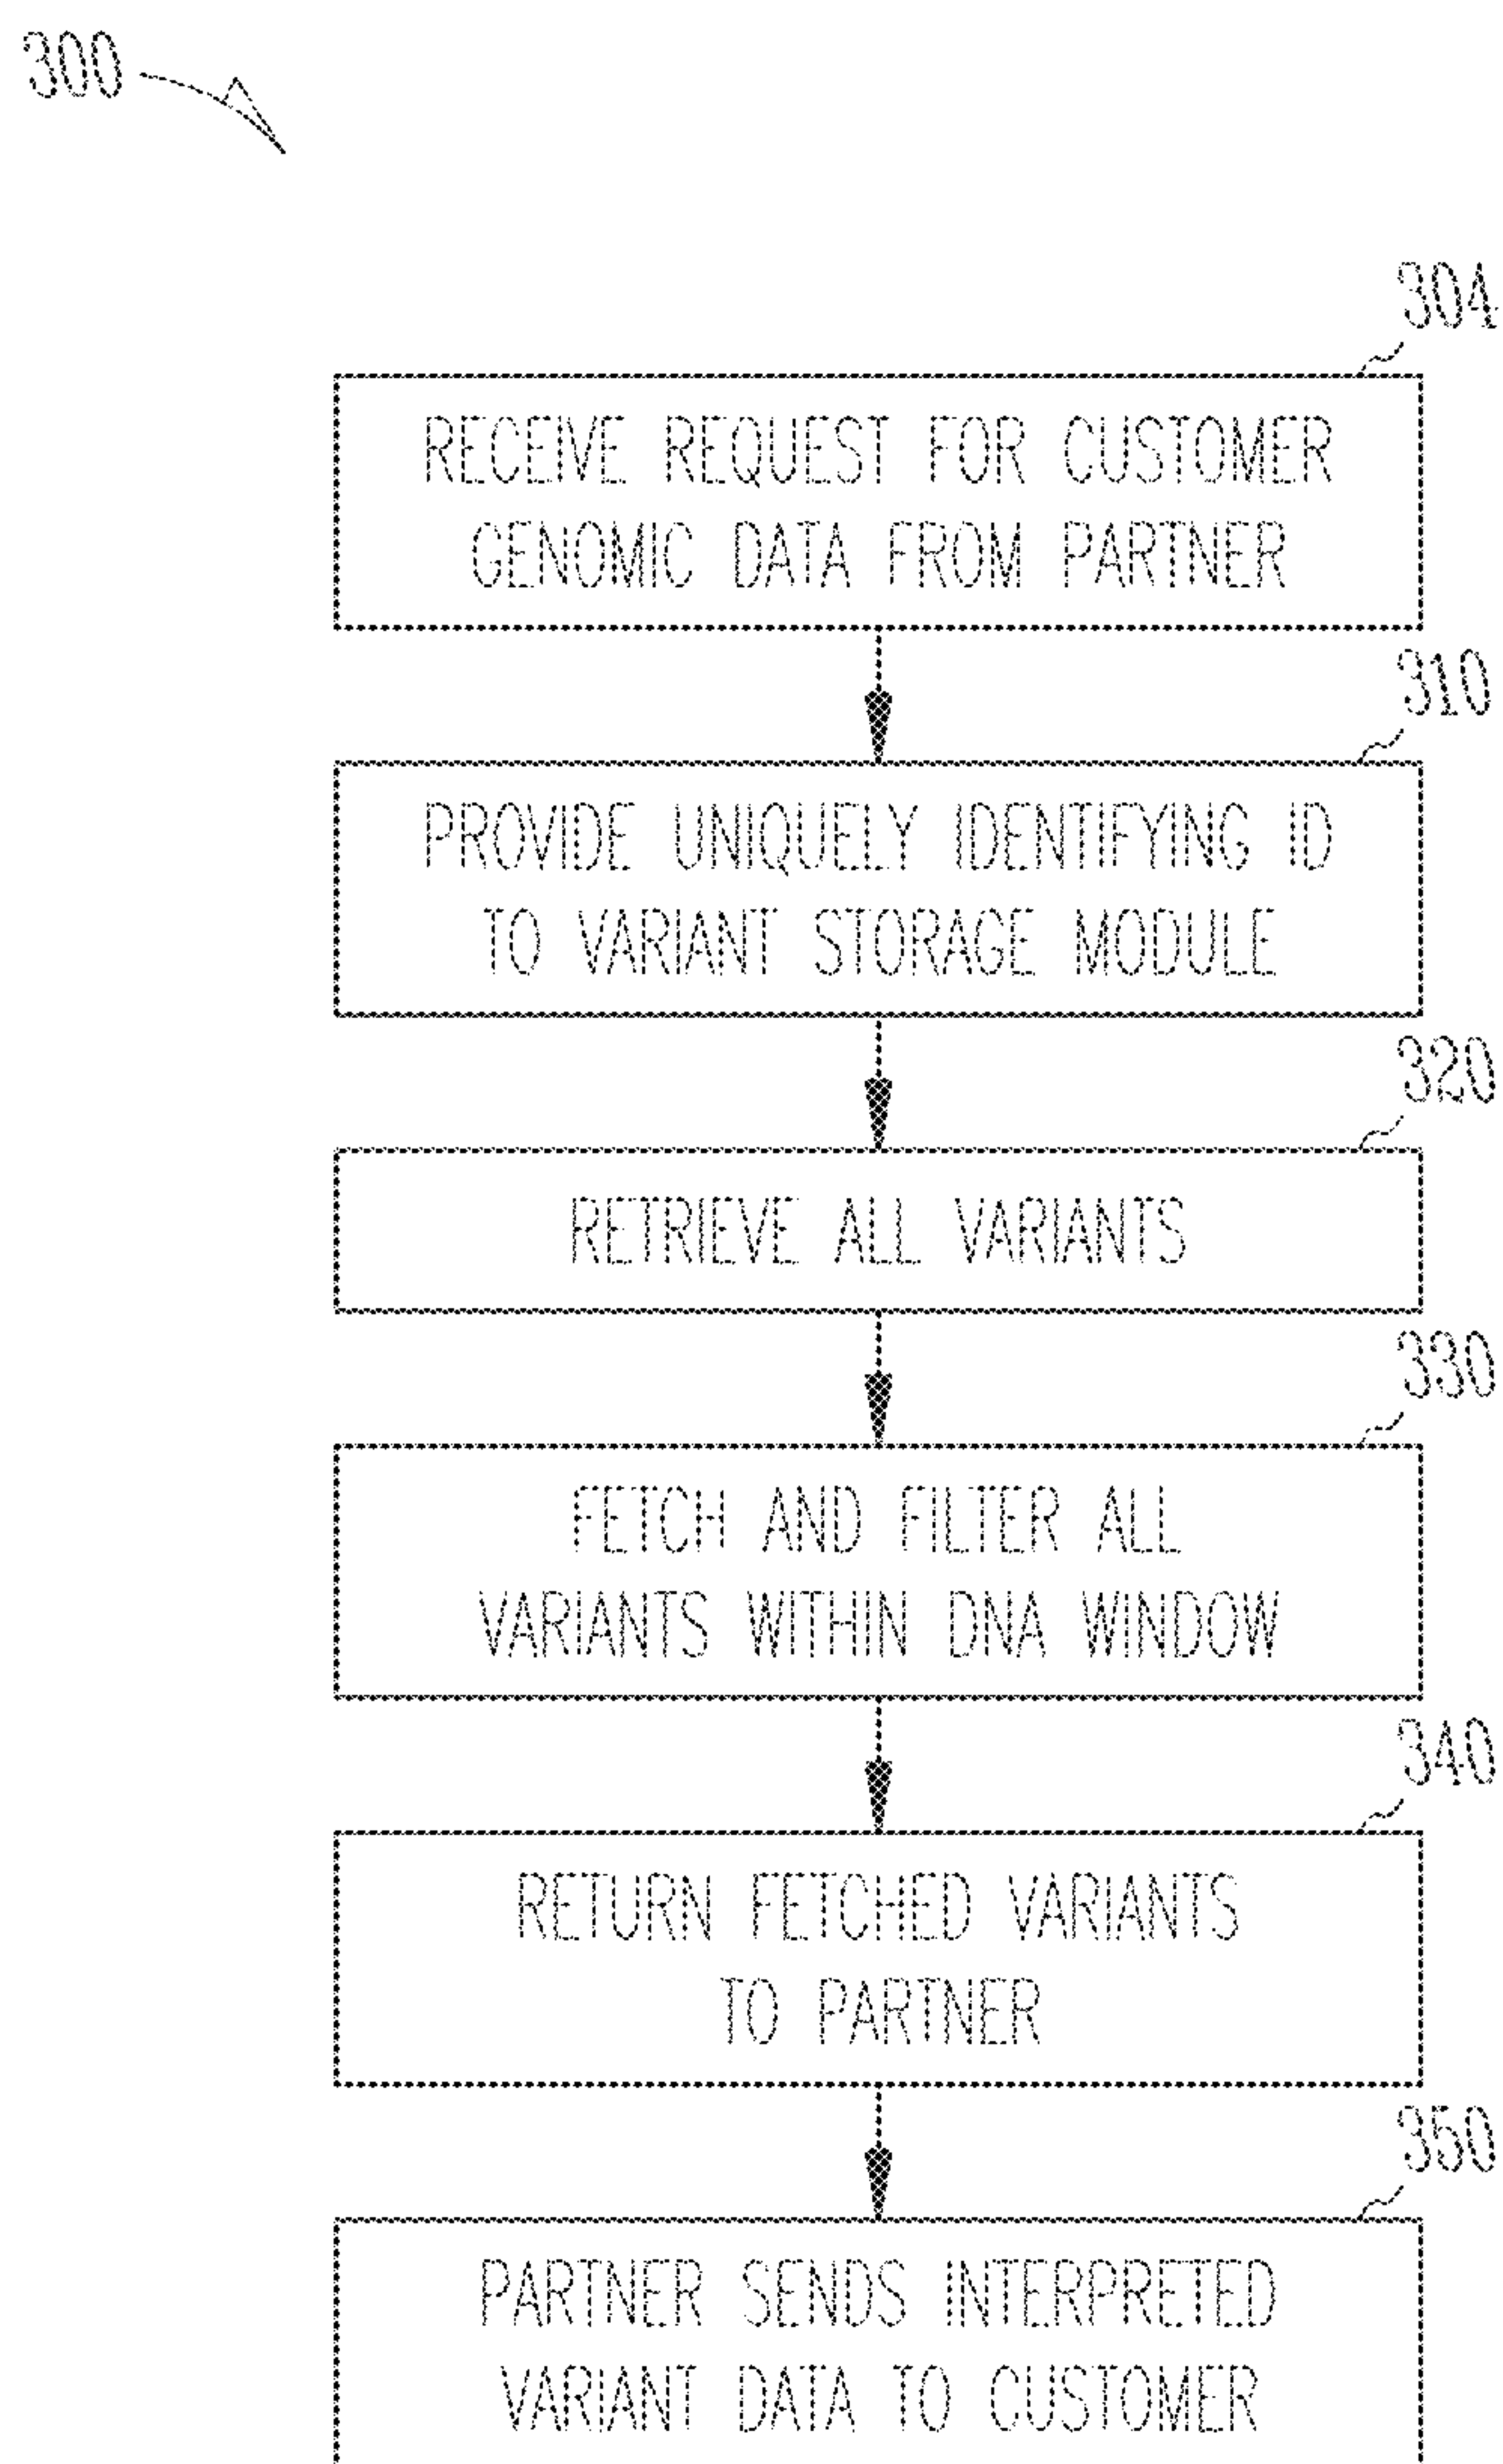 300
304
RECEIVE REQUEST FOR CUSTOMER
GENOMIC DATA FROM PARTNER
310
PROVIDE UNIQUELY IDENTIFYING ID
TO VARIANT STORAGE MODULE
320
RETRIEVE ALL VARIANTS
330
FETCH AND FILTER ALL
VARIANTS WITHIN DNA WINDOW
340
RETURN FETCHED VARIANTS
TO PARTNER
350
PARTNER SENDS INTERPRETED
VARIANT DATA TO CUSTOMER